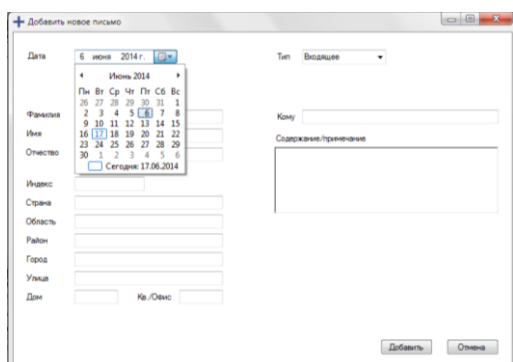 Добавить новое письмо
Дата 6 июня 2014 г. Тип Входящее
Июнь 2014
Пн Вт Ср Чт Пт Сб Вс
26 27 28 29 30 31 1
2 3 4 5 6 7 8
9 10 11 12 13 14 15
16 17 18 19 20 21 22
23 24 25 26 27 28 29
30 1 2 3 4 5 6
Сегодня: 17.06.2014
Фамилия Кому
Имя Содержание/примечание
Отчество
Индекс
Страна
Область
Район
Город
Улица
Дом Кв./Офис
Добавить Отмена